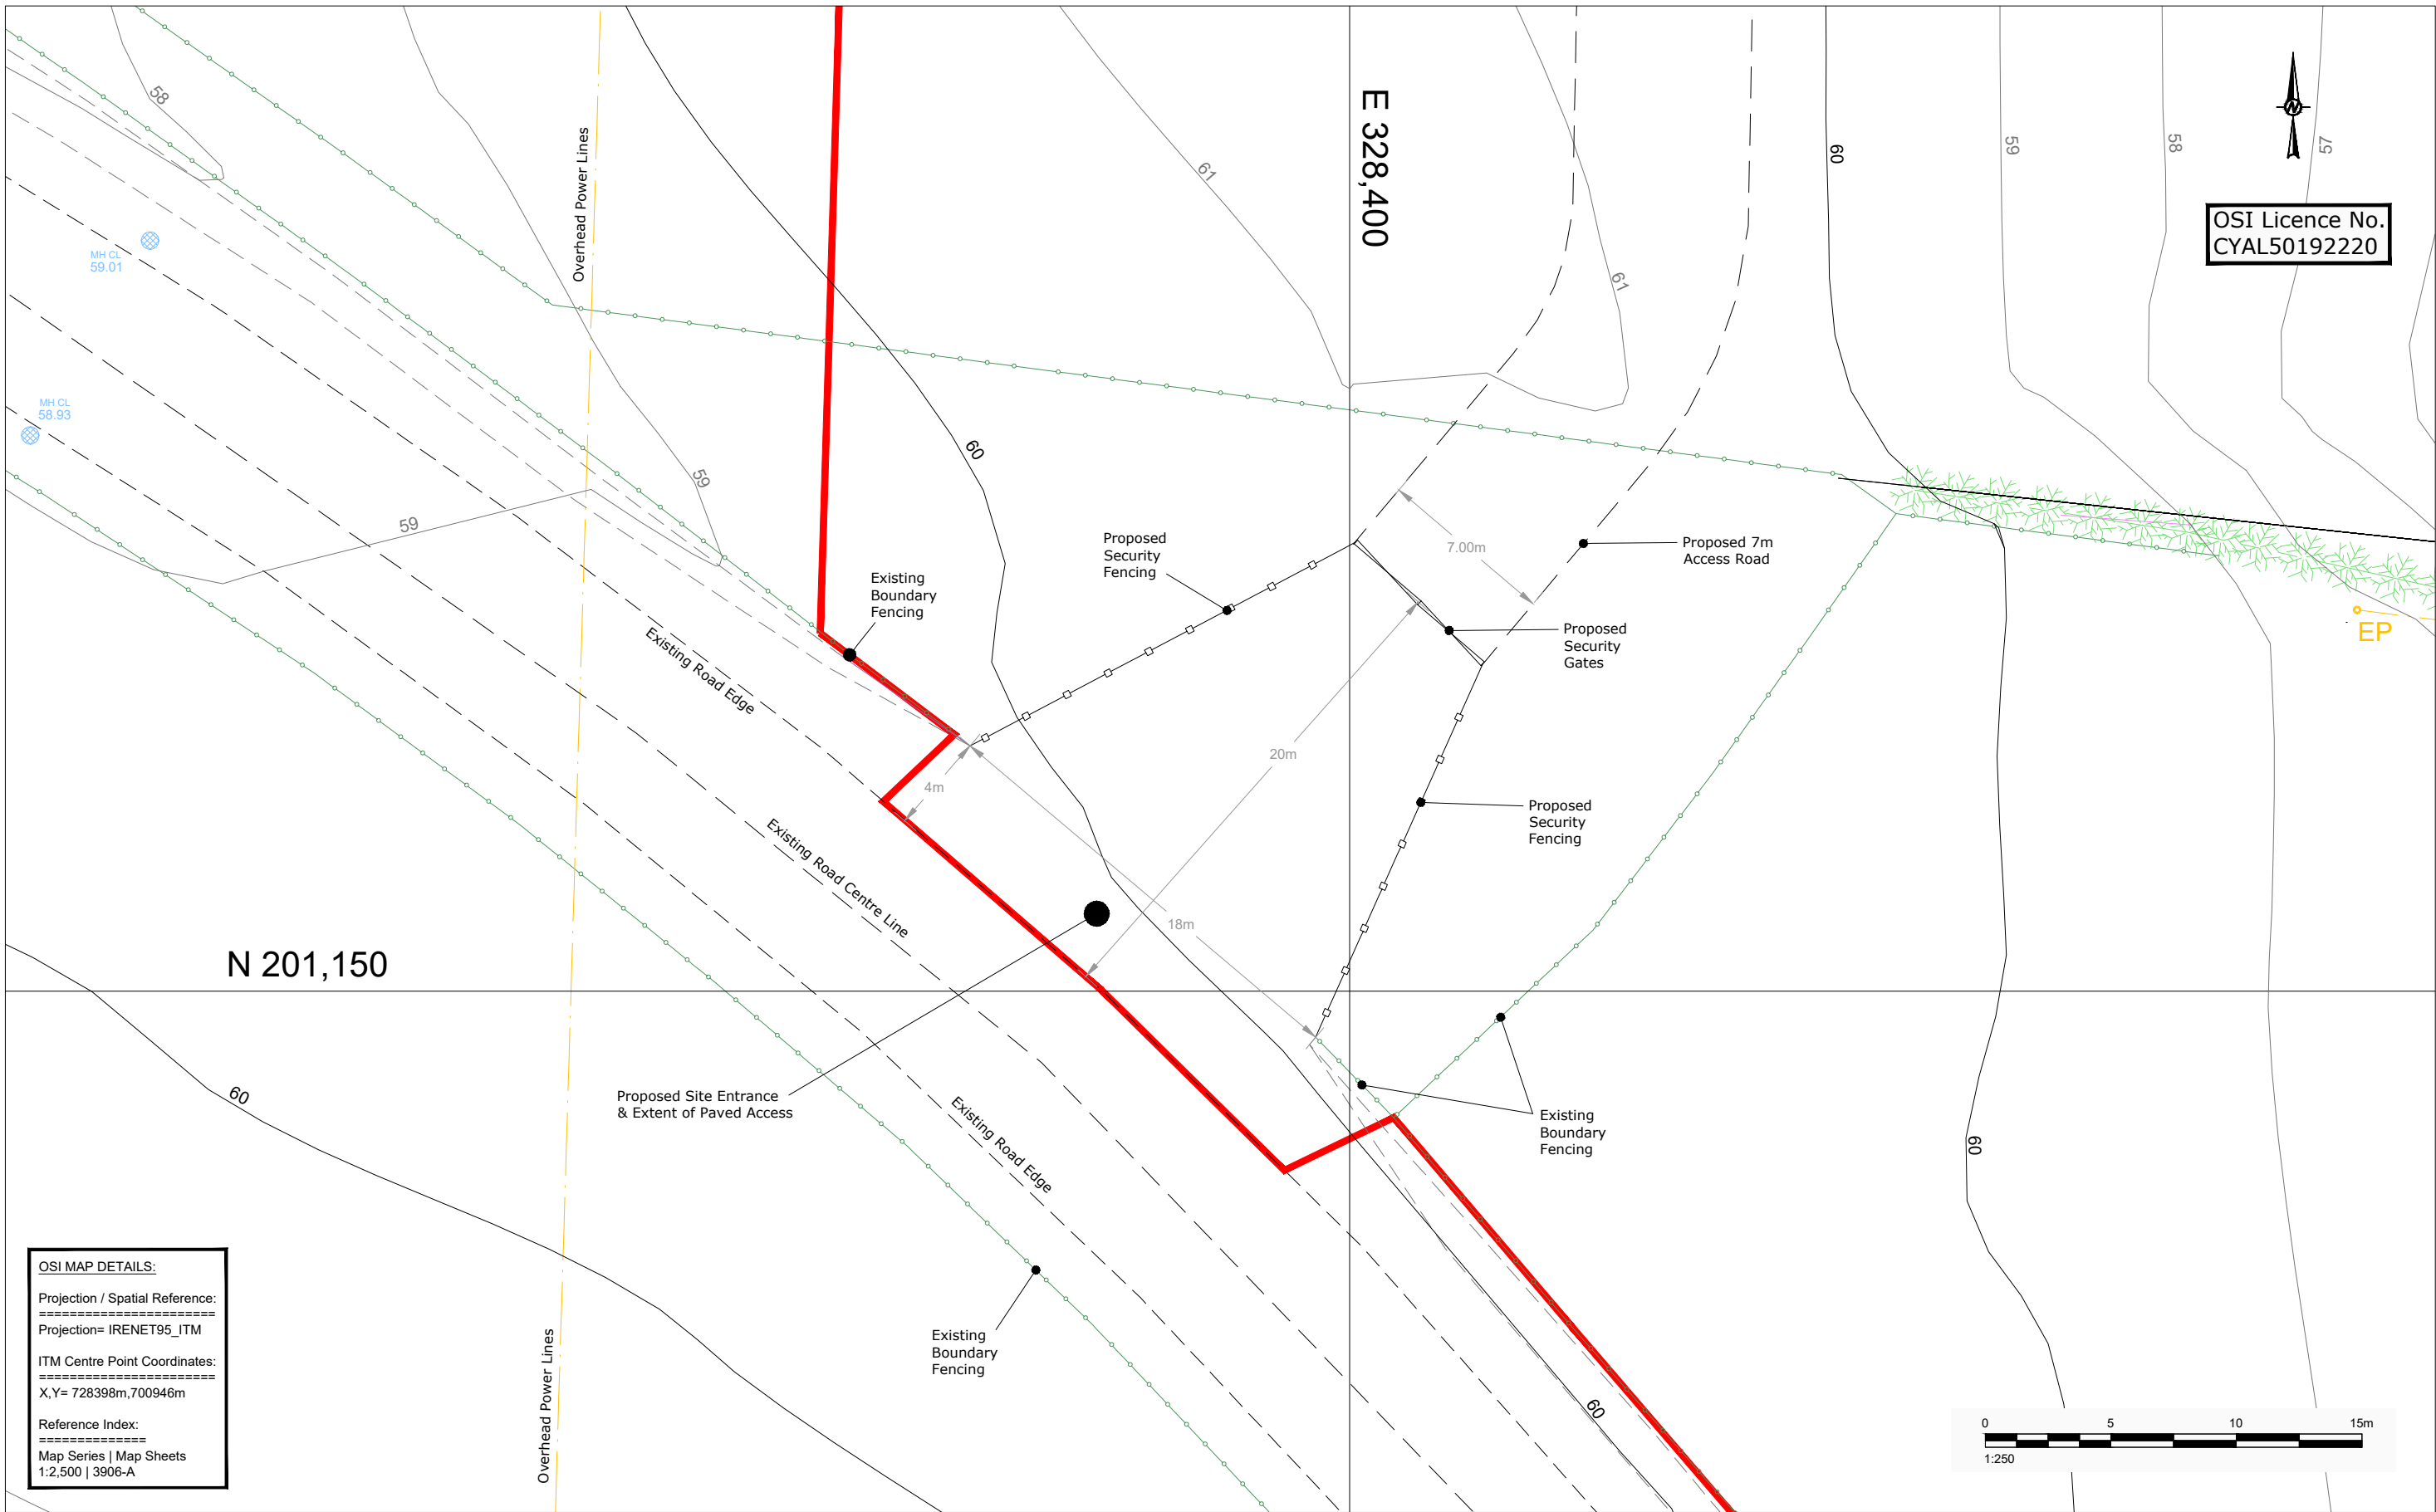 58
Overhead Power Lines
61
E 328,400
60
59
58
57
OSI Licence No.
CYAL50192220
MH CL
59.01
61
MH CL
58.93
60
59
59
Proposed
Security
Fencing
7.00m
Proposed 7m
Access Road
Existing
Boundary
Fencing
Proposed
Security
Gates
EP
Existing Road Edge
20m
4m
Proposed
Security
Fencing
Existing Road Centre Line
18m
N 201,150
60
Proposed Site Entrance
& Extent of Paved Access
Existing Road Edge
Existing
Boundary
Fencing
60
OSI MAP DETAILS:
Projection / Spatial Reference:
=======================
Projection= IRENET95_ITM
ITM Centre Point Coordinates:
=======================
X,Y= 728398m,700946m
Reference Index:
==============
Map Series | Map Sheets
1:2,500 | 3906-A
Overhead Power Lines
Existing
Boundary
Fencing
60
0 5 10 15m
1:250